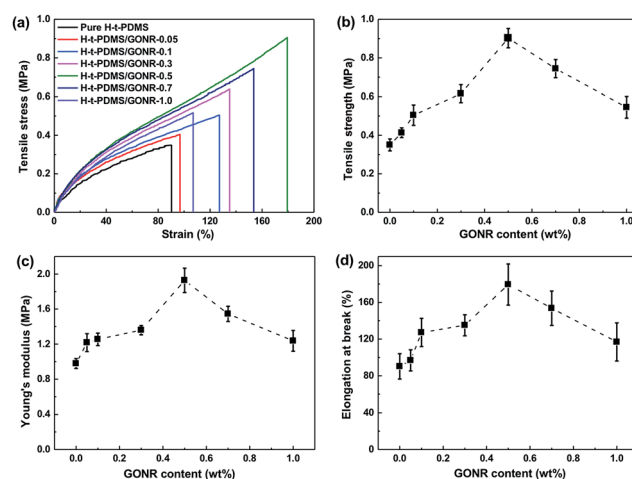 (a)
Pure H-t-PDMS
H-t-PDMS/GONR-0.05
H-t-PDMS/GONR-0.1
H-t-PDMS/GONR-0.3
H-t-PDMS/GONR-0.5
H-t-PDMS/GONR-0.7
H-t-PDMS/GONR-1.0
Tensile stress (MPa)
1.0
0.8
0.6
0.4
0.2
0.0
0 40 80 120 160 200
Strain (%)
(b)
Tensile strength (MPa)
1.0
0.8
0.6
0.4
0.2
0.0
0.0 0.2 0.4 0.6 0.8 1.0
GONR content (wt%)
(c)
Young's modulus (MPa)
2.0
1.6
1.2
0.8
0.4
0.0 0.2 0.4 0.6 0.8 1.0
GONR content (wt%)
(d)
Elongation at break (%)
200
160
120
80
40
0
0.0 0.2 0.4 0.6 0.8 1.0
GONR content (wt%)